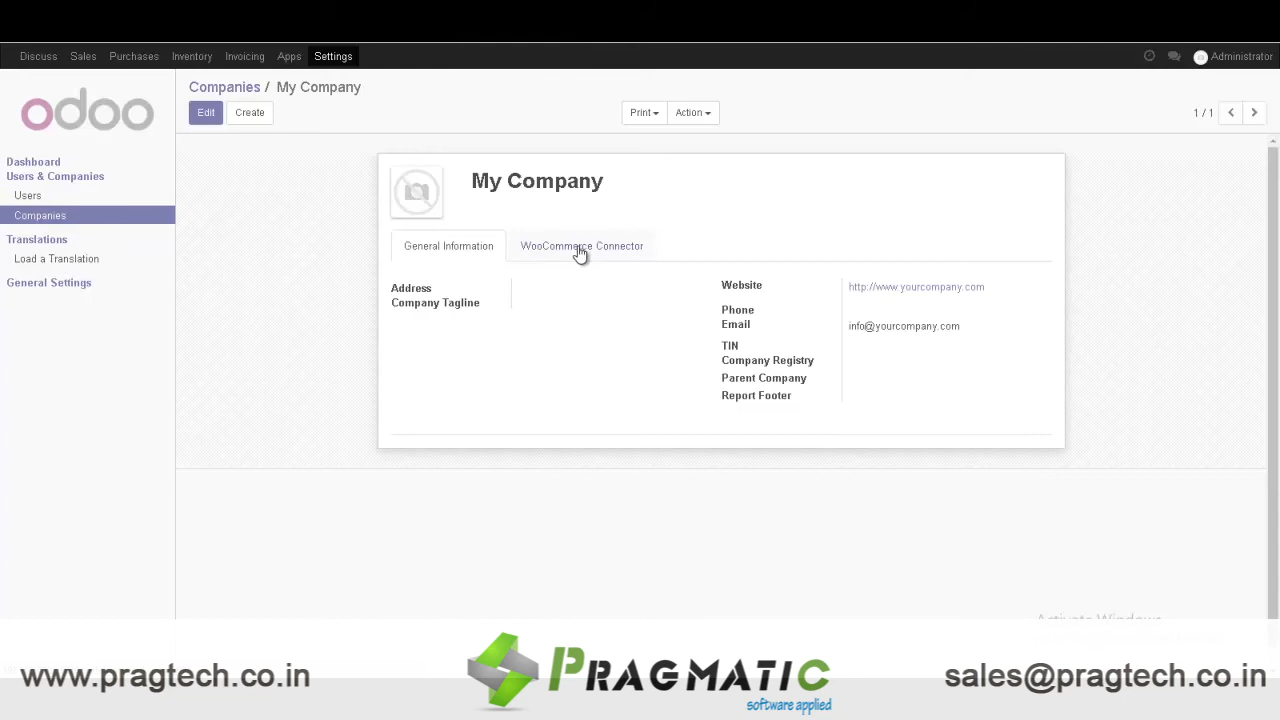 Discuss Sales Purchases Inventory Invoicing Apps Settings Administrator
Companies / My Company
Edit Create Print Action 1 / 1
odoo
Dashboard
Users & Companies
Users
Companies
Translations
Load a Translation
General Settings
My Company
General Information WooCommerce Connector
Address
Company Tagline
Website http://www.yourcompany.com
Phone
Email info@yourcompany.com
TIN
Company Registry
Parent Company
Report Footer
Activate Windows
www.pragtech.co.in PRAGMATIC sales@pragtech.co.in
software applied